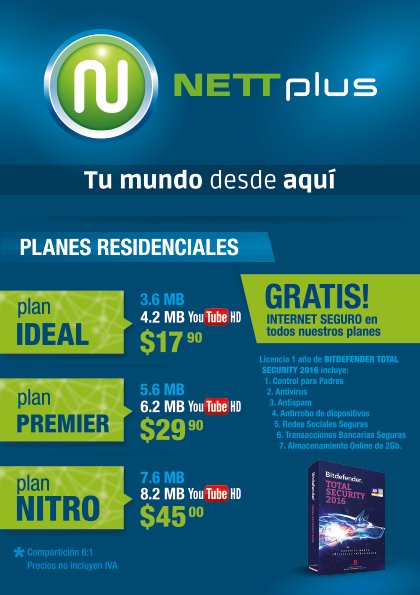 N
NETTplus
Tu mundo desde aquí
PLANES RESIDENCIALES
plan
IDEAL
3.6 MB
4.2 MB YouTube HD
$17 90
plan
PREMIER
5.6 MB
6.2 MB YouTube HD
$29 90
plan
NITRO
7.6 MB
8.2 MB YouTube HD
$45 00
* Compartición 6:1
Precios no incluyen IVA
GRATIS!
INTERNET SEGURO en
todos nuestros planes
Licencia 1 año de BITDEFENDER TOTAL
SECURITY 2016 incluye:
1. Control para Padres
2. Antivirus
3. Antispam
4. Antirrobo de dispositivos
5. Redes Sociales Seguras
6. Transacciones Bancarias Seguras
7. Almacenamiento Online de 2Gb.
Bitdefender
TOTAL
SECURITY
2016